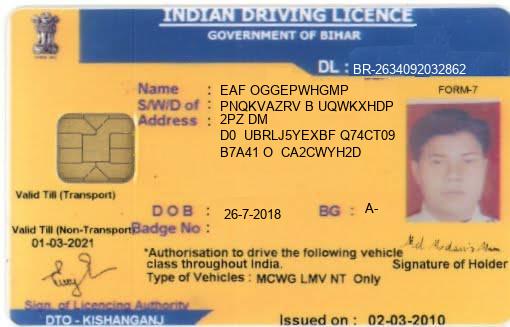 INDIAN DRIVING LICENCE
GOVERNMENT OF BIHAR
DL : BR-2634092032862
Name : EAF OGGEPWHGMP
FORM-7
S/W/D of : PNQKVAZRV B UQWKXHDP
Address : 2PZ DM
D0 UBRLJ5YEXBF Q74CT09
B7A41 O CA2CWYH2D
Valid Till (Transport)
DOB : 26-7-2018 BG : A-
Valid Till (Non-Transport)
Badge No :
01-03-2021
*Authorisation to drive the following vehicle
class throughout India.
Signature of Holder
Type of Vehicles : MCWG LMV NT Only
Sign. of Licencing Authority
DTO - KISHANGANJ
Issued on : 02-03-2010